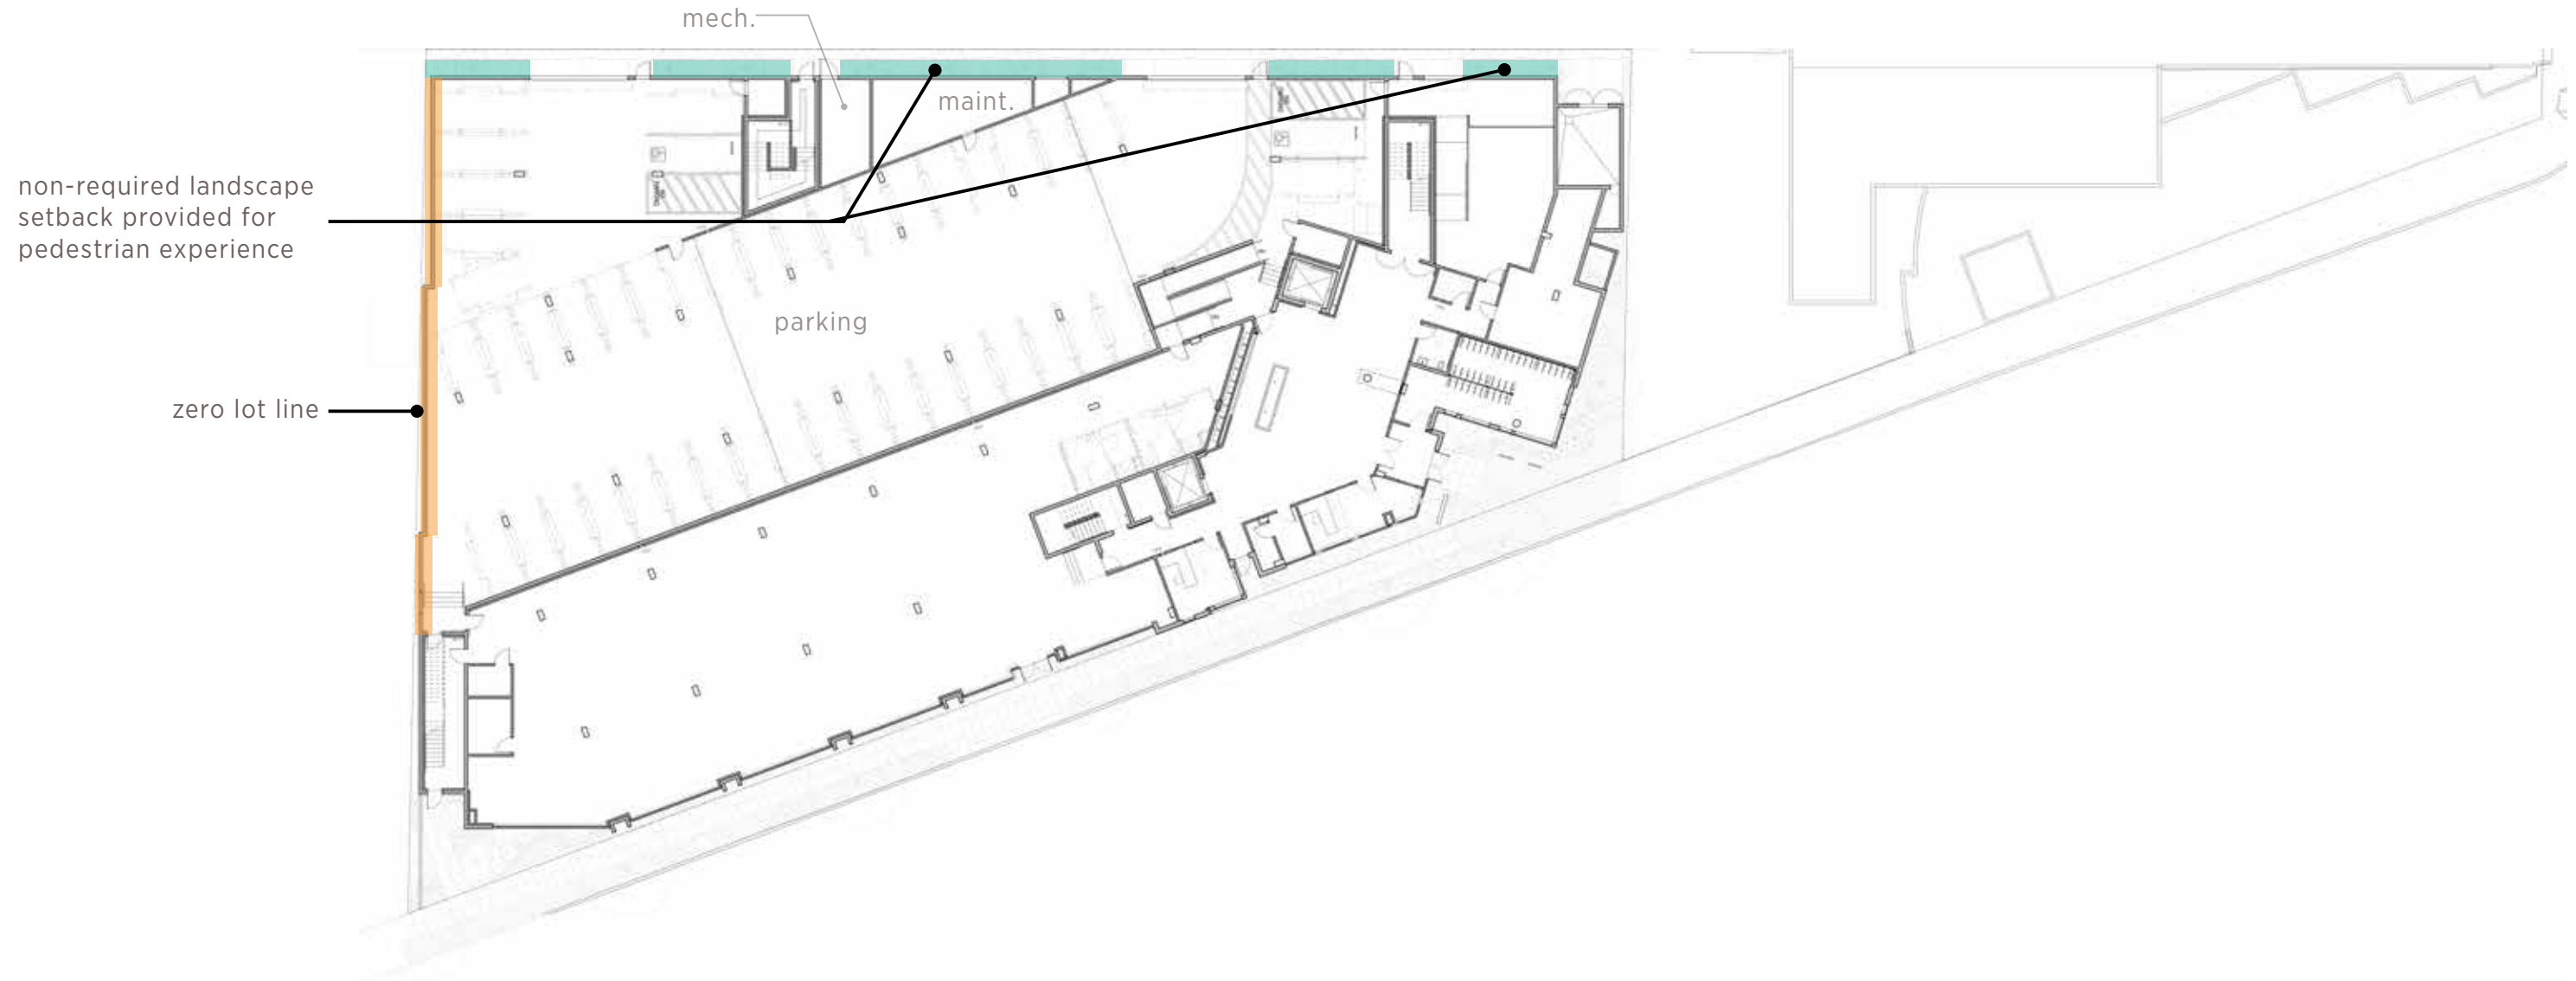 mech.
maint.
non-required landscape
setback provided for
pedestrian experience
parking
zero lot line